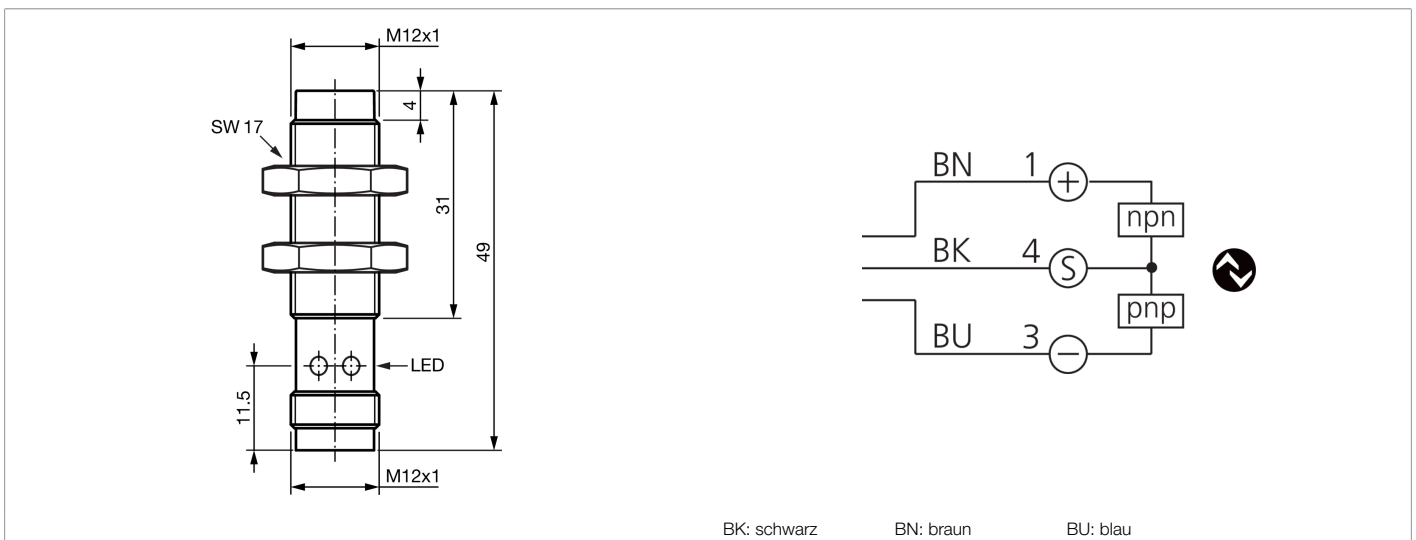 M12x1
4
SW 17
31
49
LED
11.5
M12x1
BN 1 +
npn
BK 4 S
pnp
BU 3 −
BK: schwarz BN: braun BU: blau